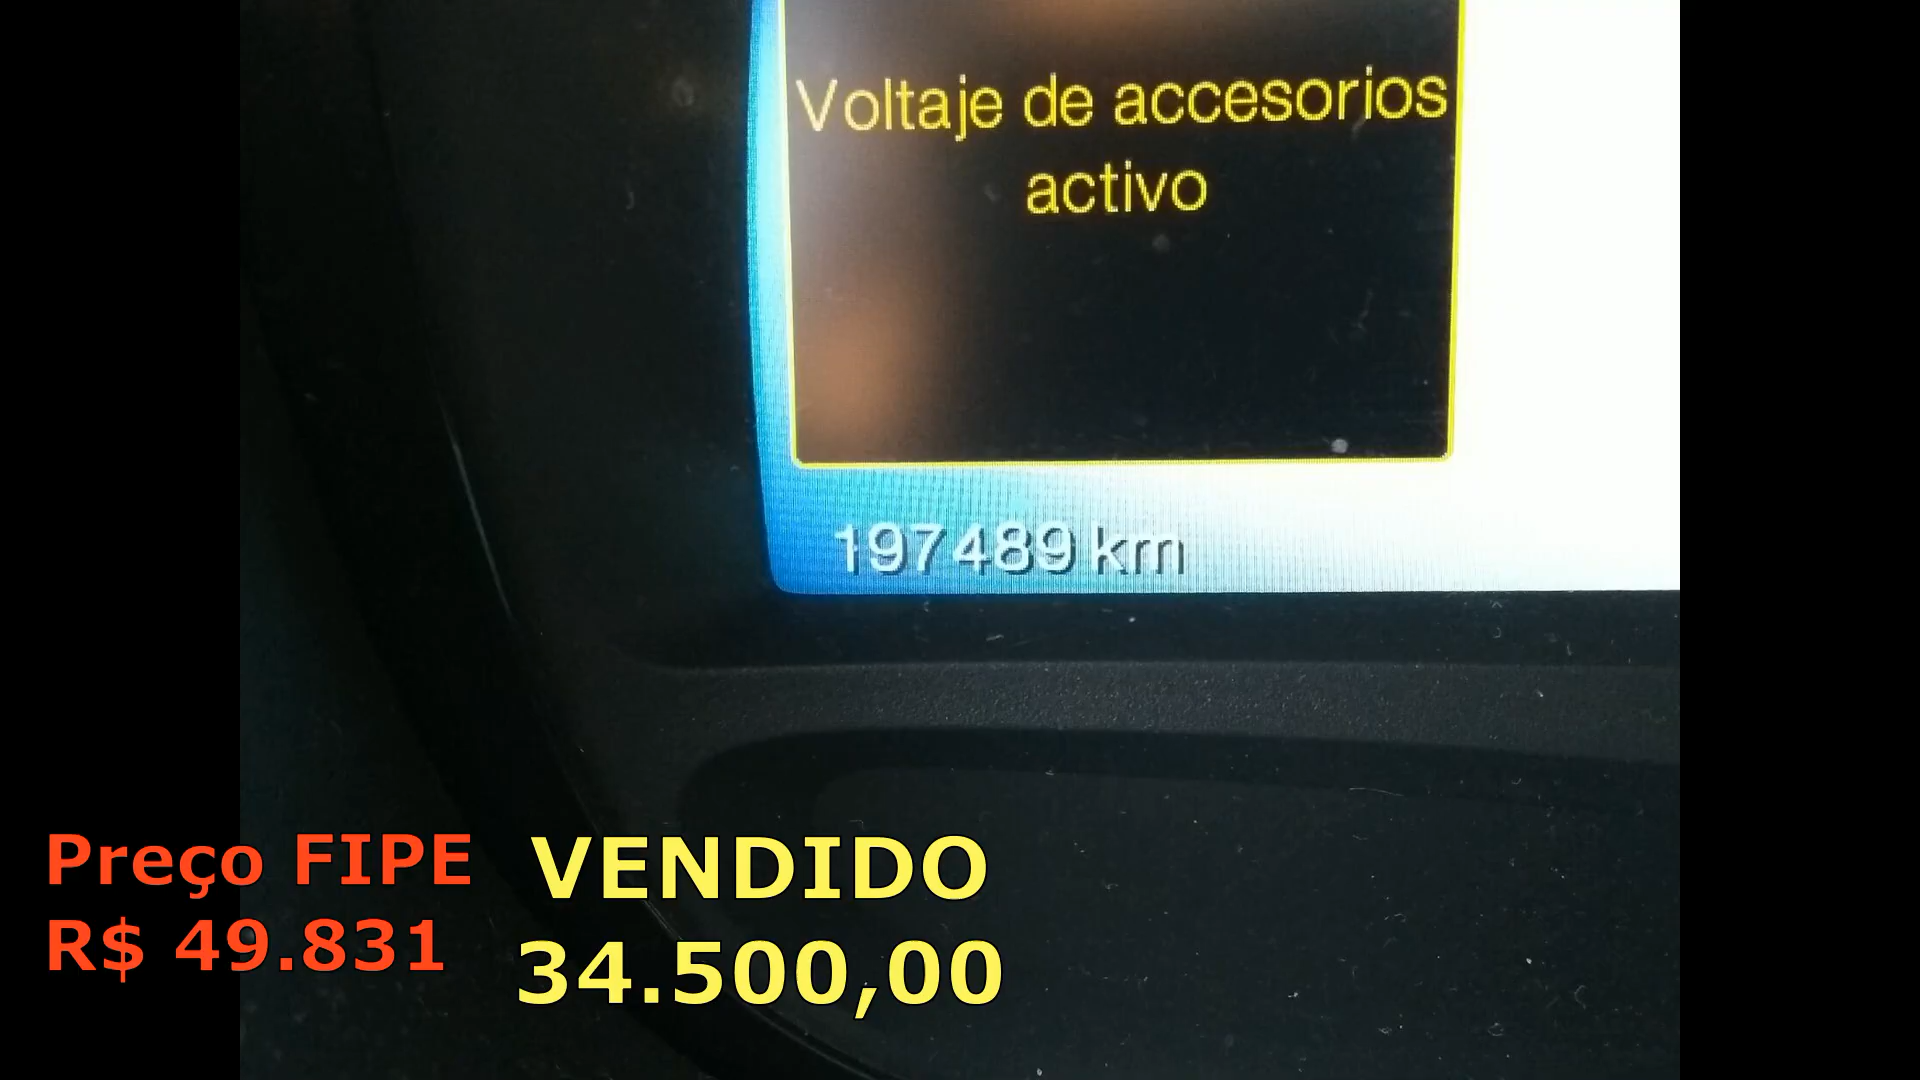 Voltaje de accesorios
activo
197489 km
Preço FIPE
R$ 49.831
VENDIDO
34.500,00